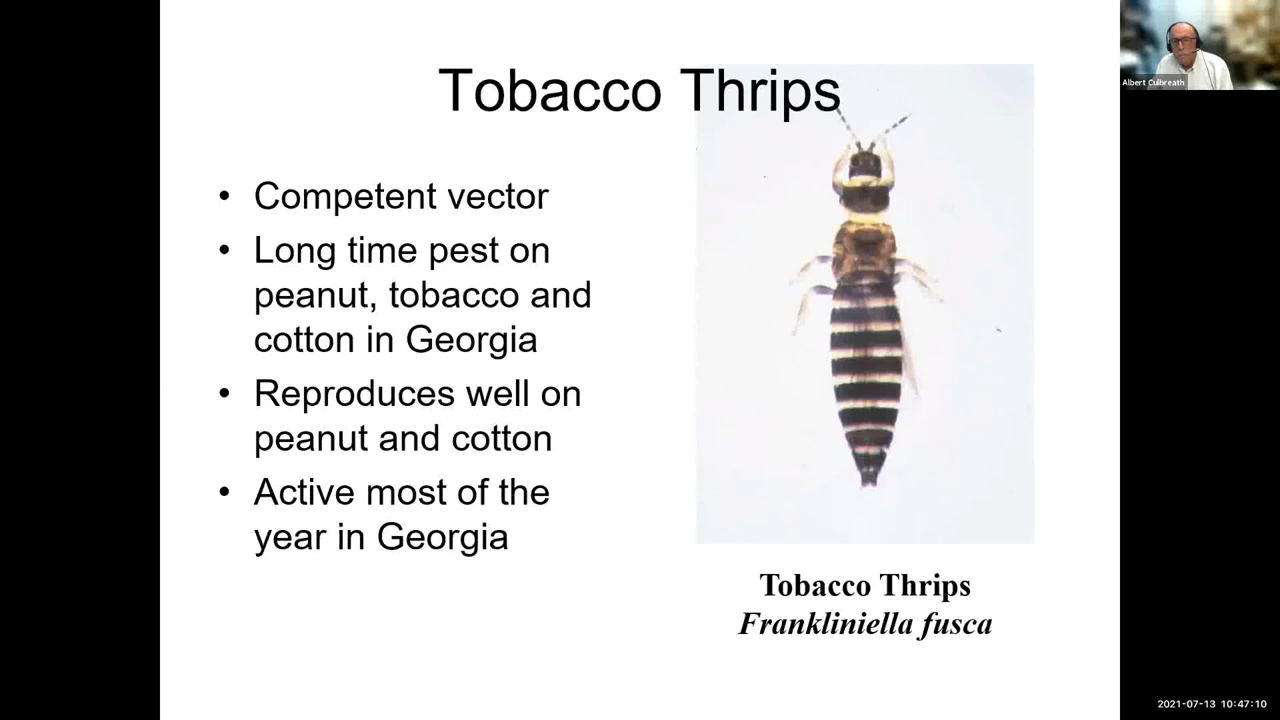 Tobacco Thrips
• Competent vector
• Long time pest on
peanut, tobacco and
cotton in Georgia
• Reproduces well on
peanut and cotton
• Active most of the
year in Georgia
Tobacco Thrips
Frankliniella fusca
Albert Culbreath
2021-07-13 10:47:10